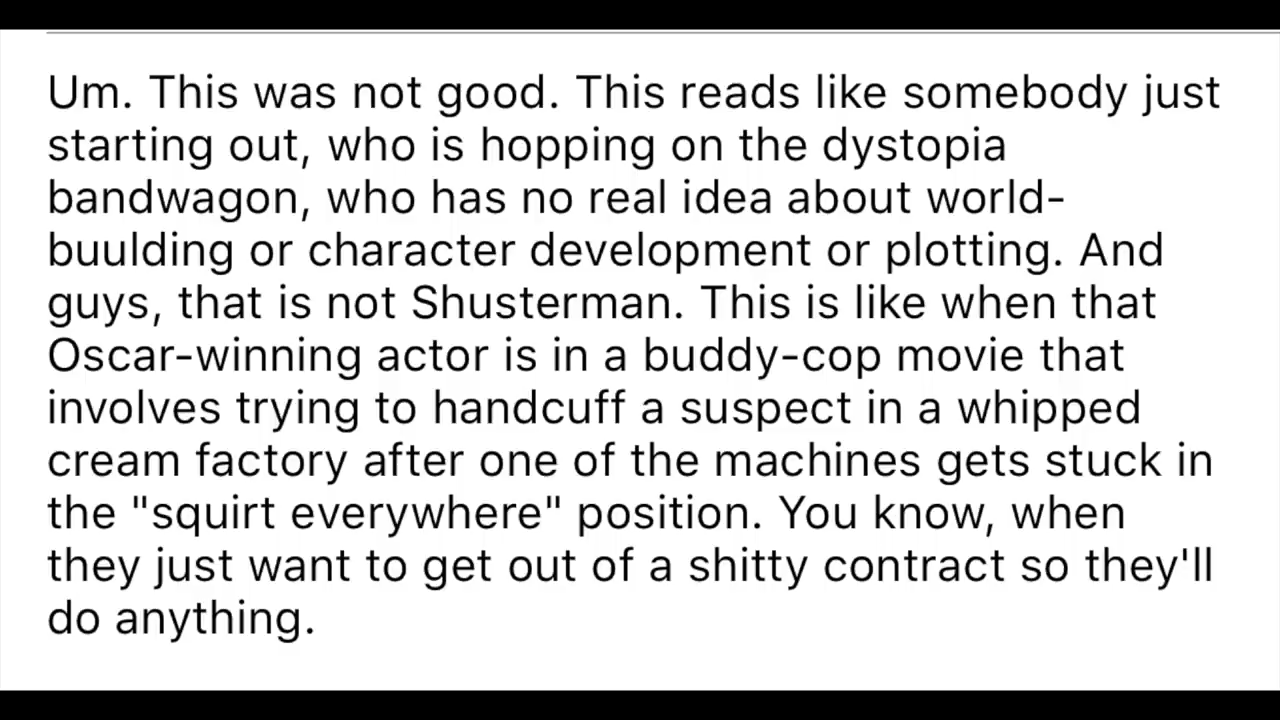 Um. This was not good. This reads like somebody just
starting out, who is hopping on the dystopia
bandwagon, who has no real idea about world-
buulding or character development or plotting. And
guys, that is not Shusterman. This is like when that
Oscar-winning actor is in a buddy-cop movie that
involves trying to handcuff a suspect in a whipped
cream factory after one of the machines gets stuck in
the "squirt everywhere" position. You know, when
they just want to get out of a shitty contract so they'll
do anything.